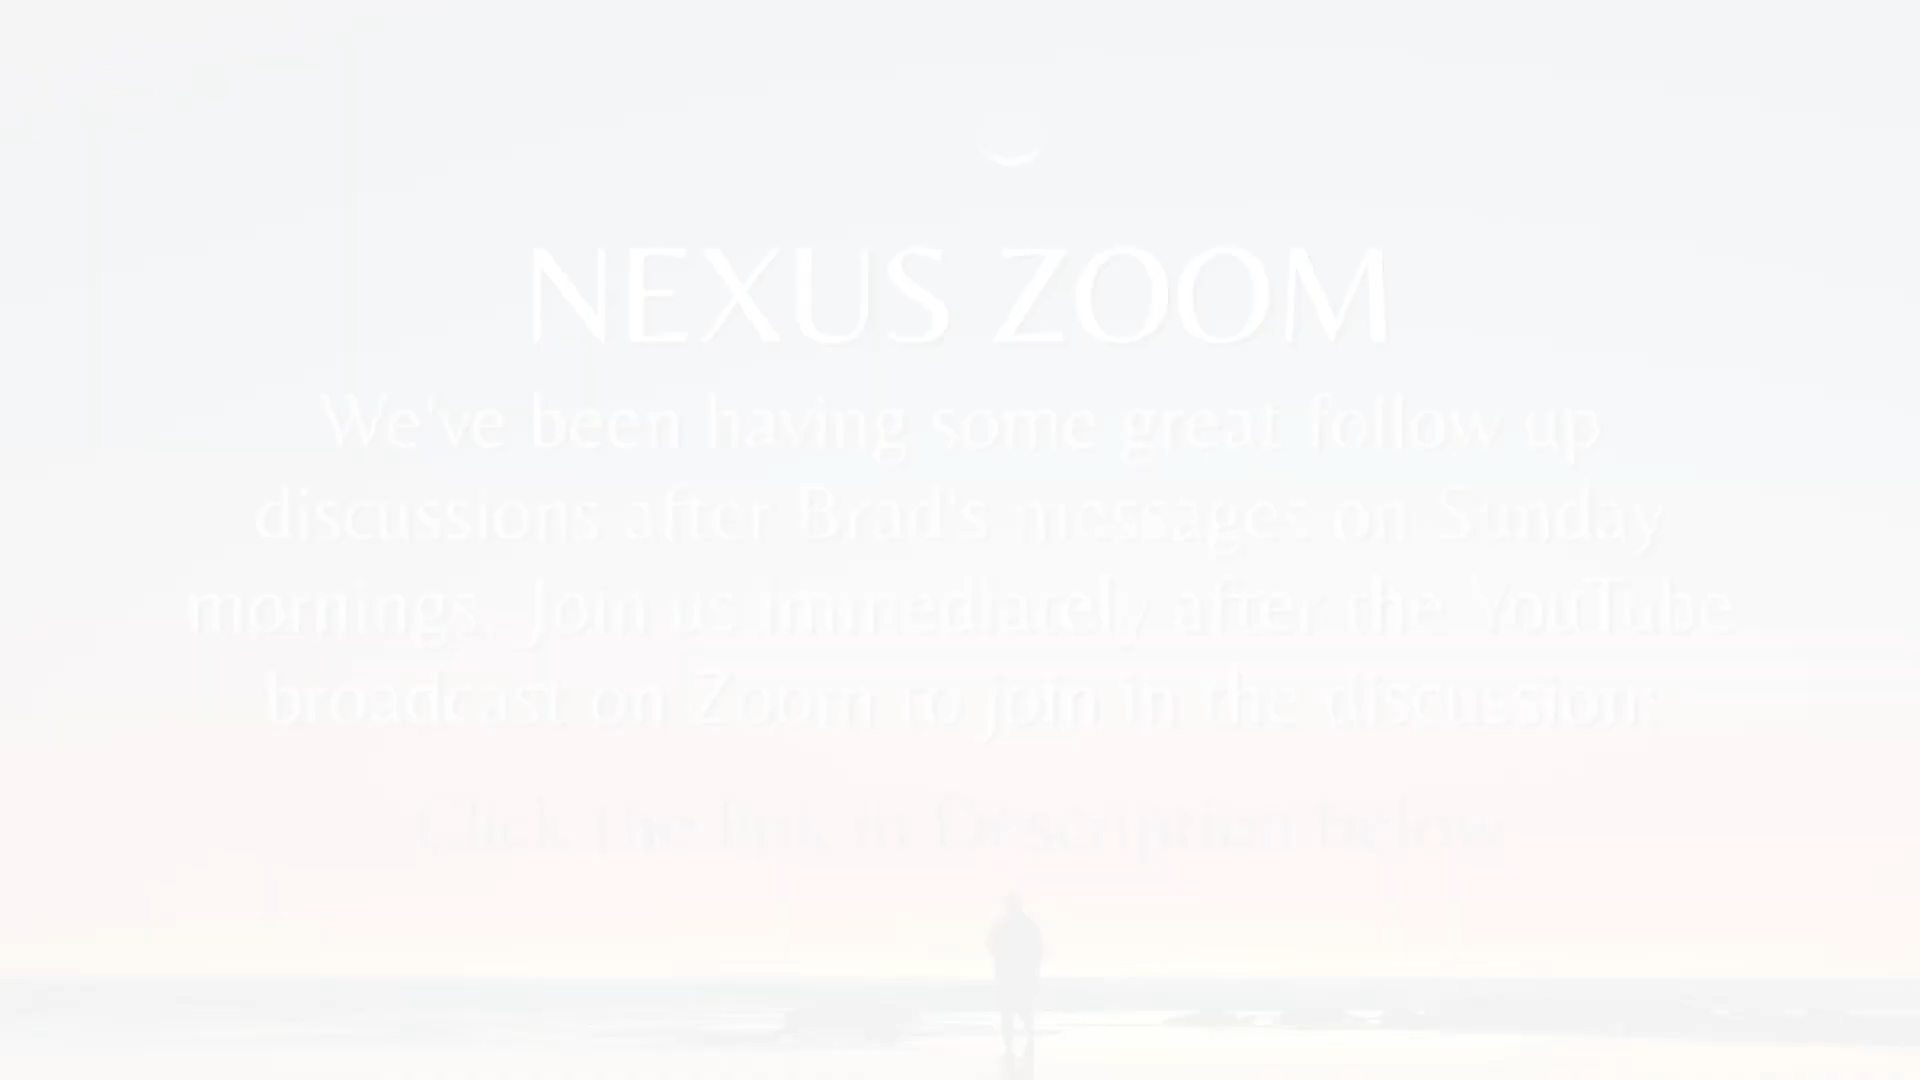 NEXUS ZOOM
We've been having some great follow up
discussions after Brad's messages on Sunday
mornings. Join us immediately after the YouTube
broadcast on Zoom to join in the discussion:
Click the link in Description below